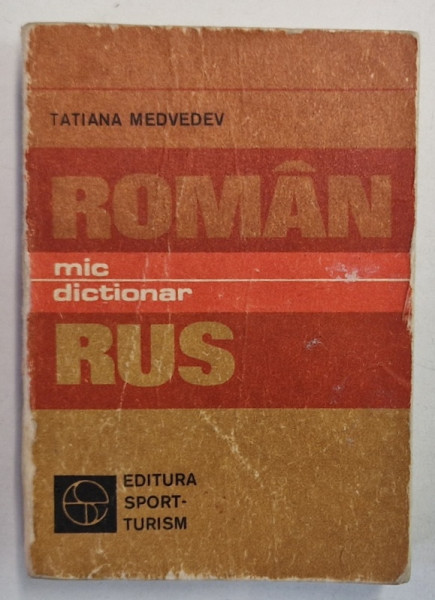 TATIANA MEDVEDEV
ROMÂN
mic
dictionar
RUS
EDITURA
SPORT-
TURISM